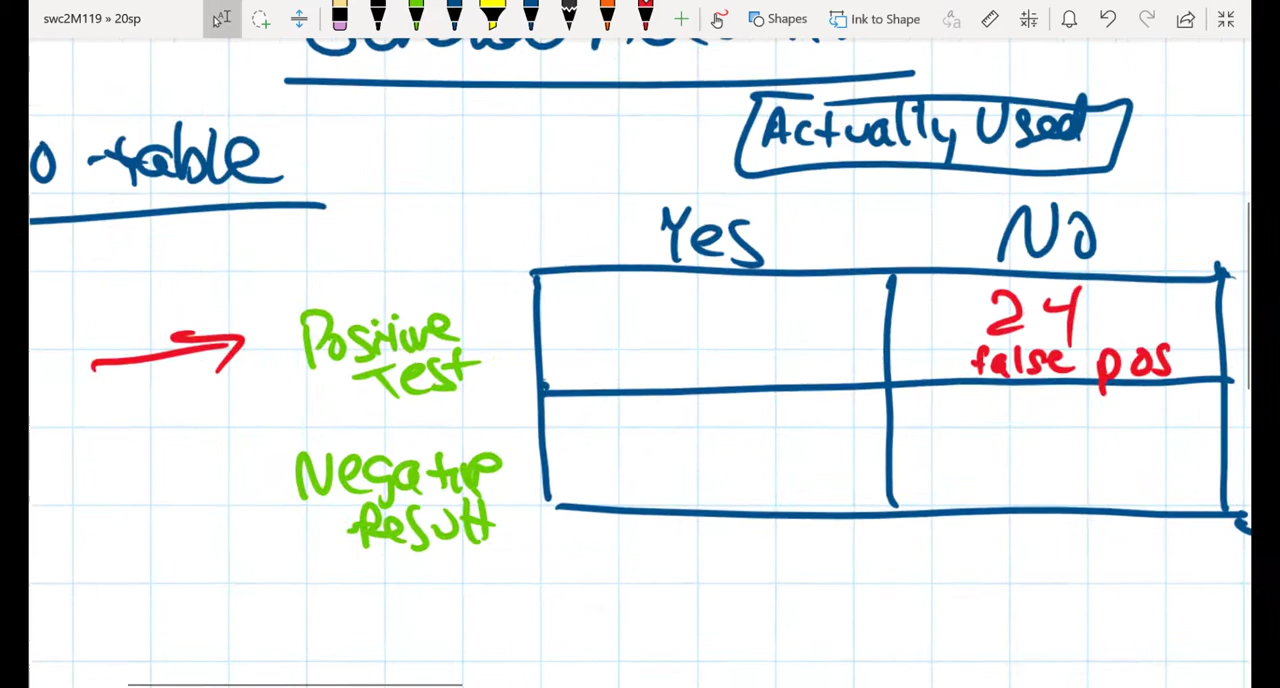 swc2M119 » 20sp
Shapes
Ink to Shape
Actually Used
o table
Yes
No
Positive
Test
24
false pos
Negative
Result